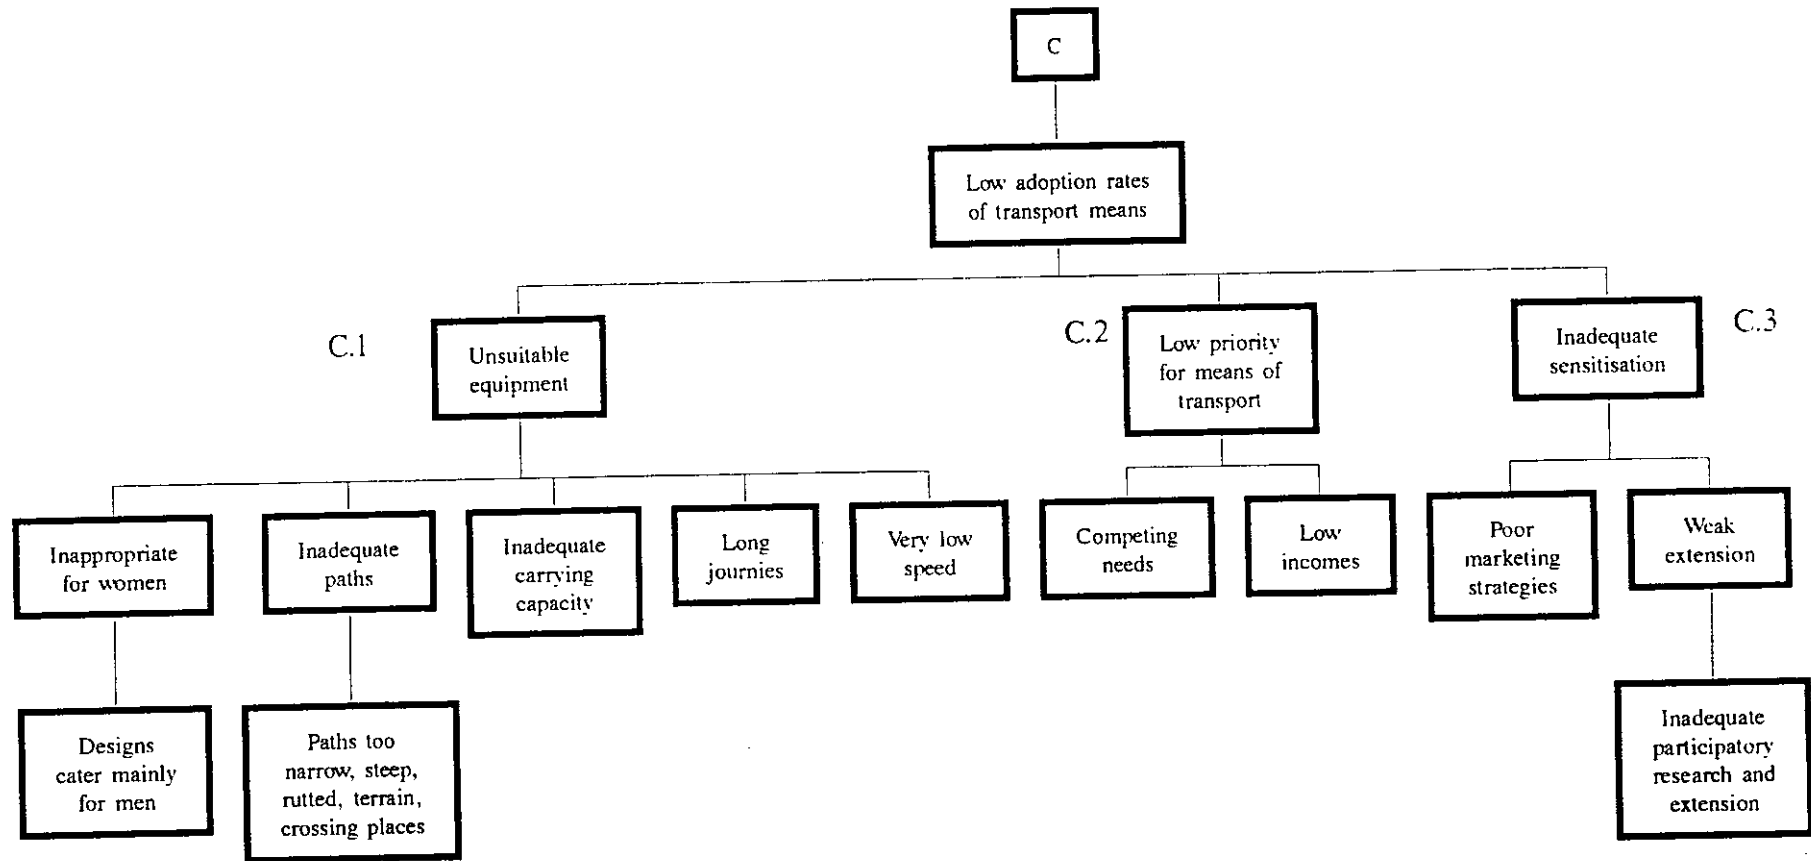 C
Low adoption rates
of transport means
C.1
Unsuitable
equipment
C.2
Low priority
for means of
transport
Inadequate
sensitisation
C.3
Inappropriate
for women
Inadequate
paths
Inadequate
carrying
capacity
Long
journies
Very low
speed
Competing
needs
Low
incomes
Poor
marketing
strategies
Weak
extension
Designs
cater mainly
for men
Paths too
narrow, steep,
rutted, terrain,
crossing places
Inadequate
participatory
research and
extension